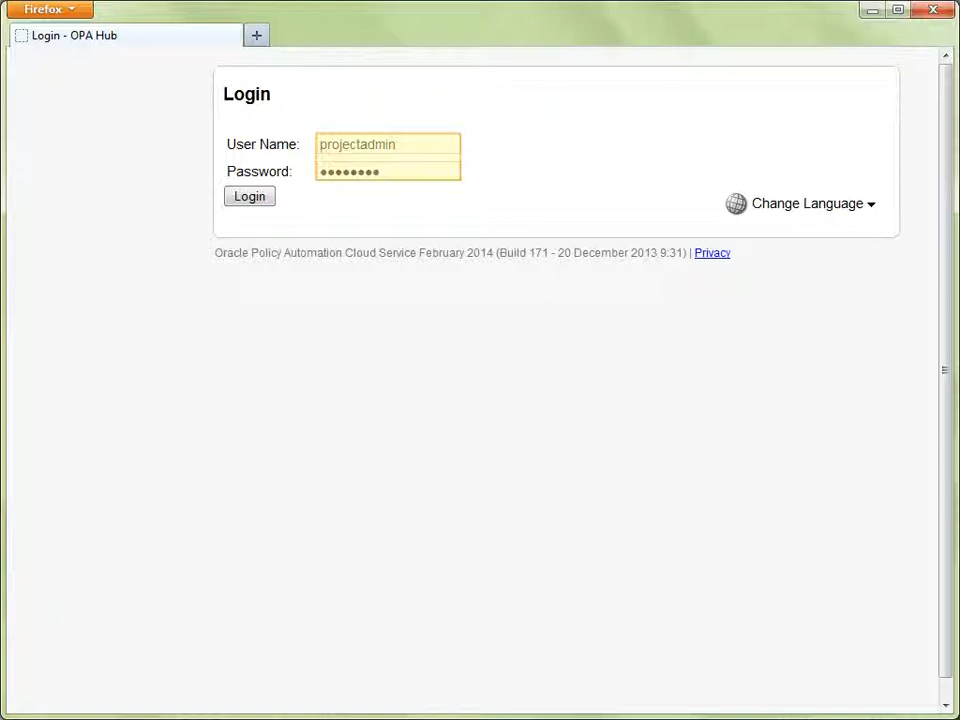 Firefox
Login - OPA Hub
Login
User Name: projectadmin
Password: ••••••••
Login
Change Language
Oracle Policy Automation Cloud Service February 2014 (Build 171 - 20 December 2013 9:31) | Privacy